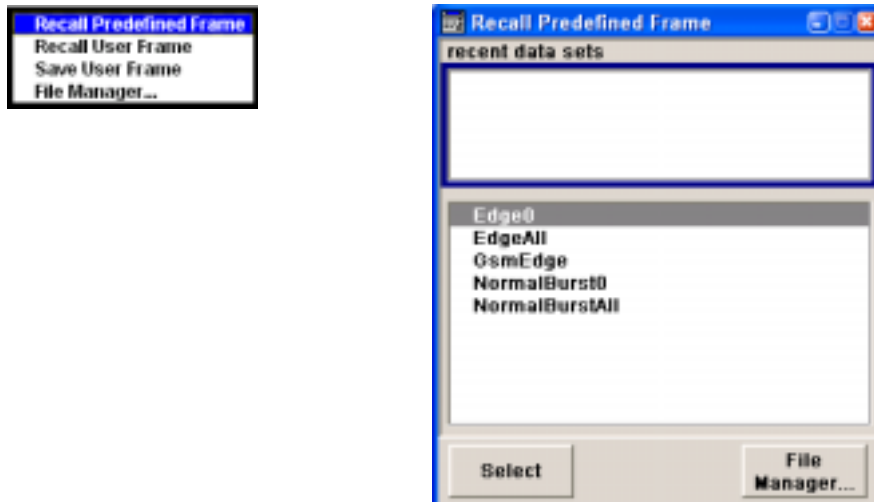 Recall Predefined Frame
Recall User Frame
Save User Frame
File Manager...
Recall Predefined Frame
recent data sets
Edge0
EdgeAll
GsmEdge
NormalBurst0
NormalBurstAll
Select
File
Manager...